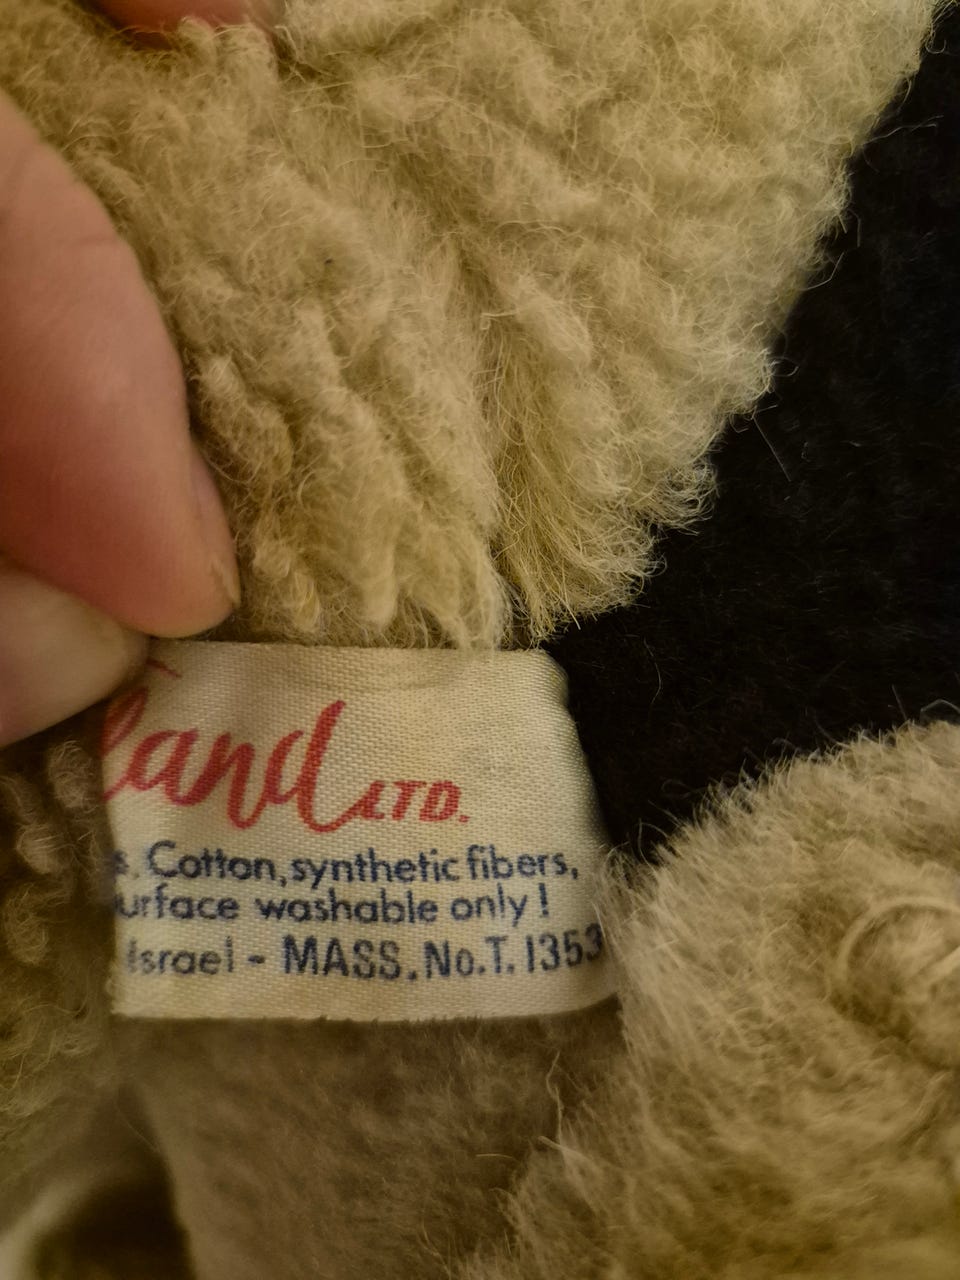 land LTD.
s. Cotton, synthetic fibers,
urface washable only!
Israel - MASS. No. T. 1353